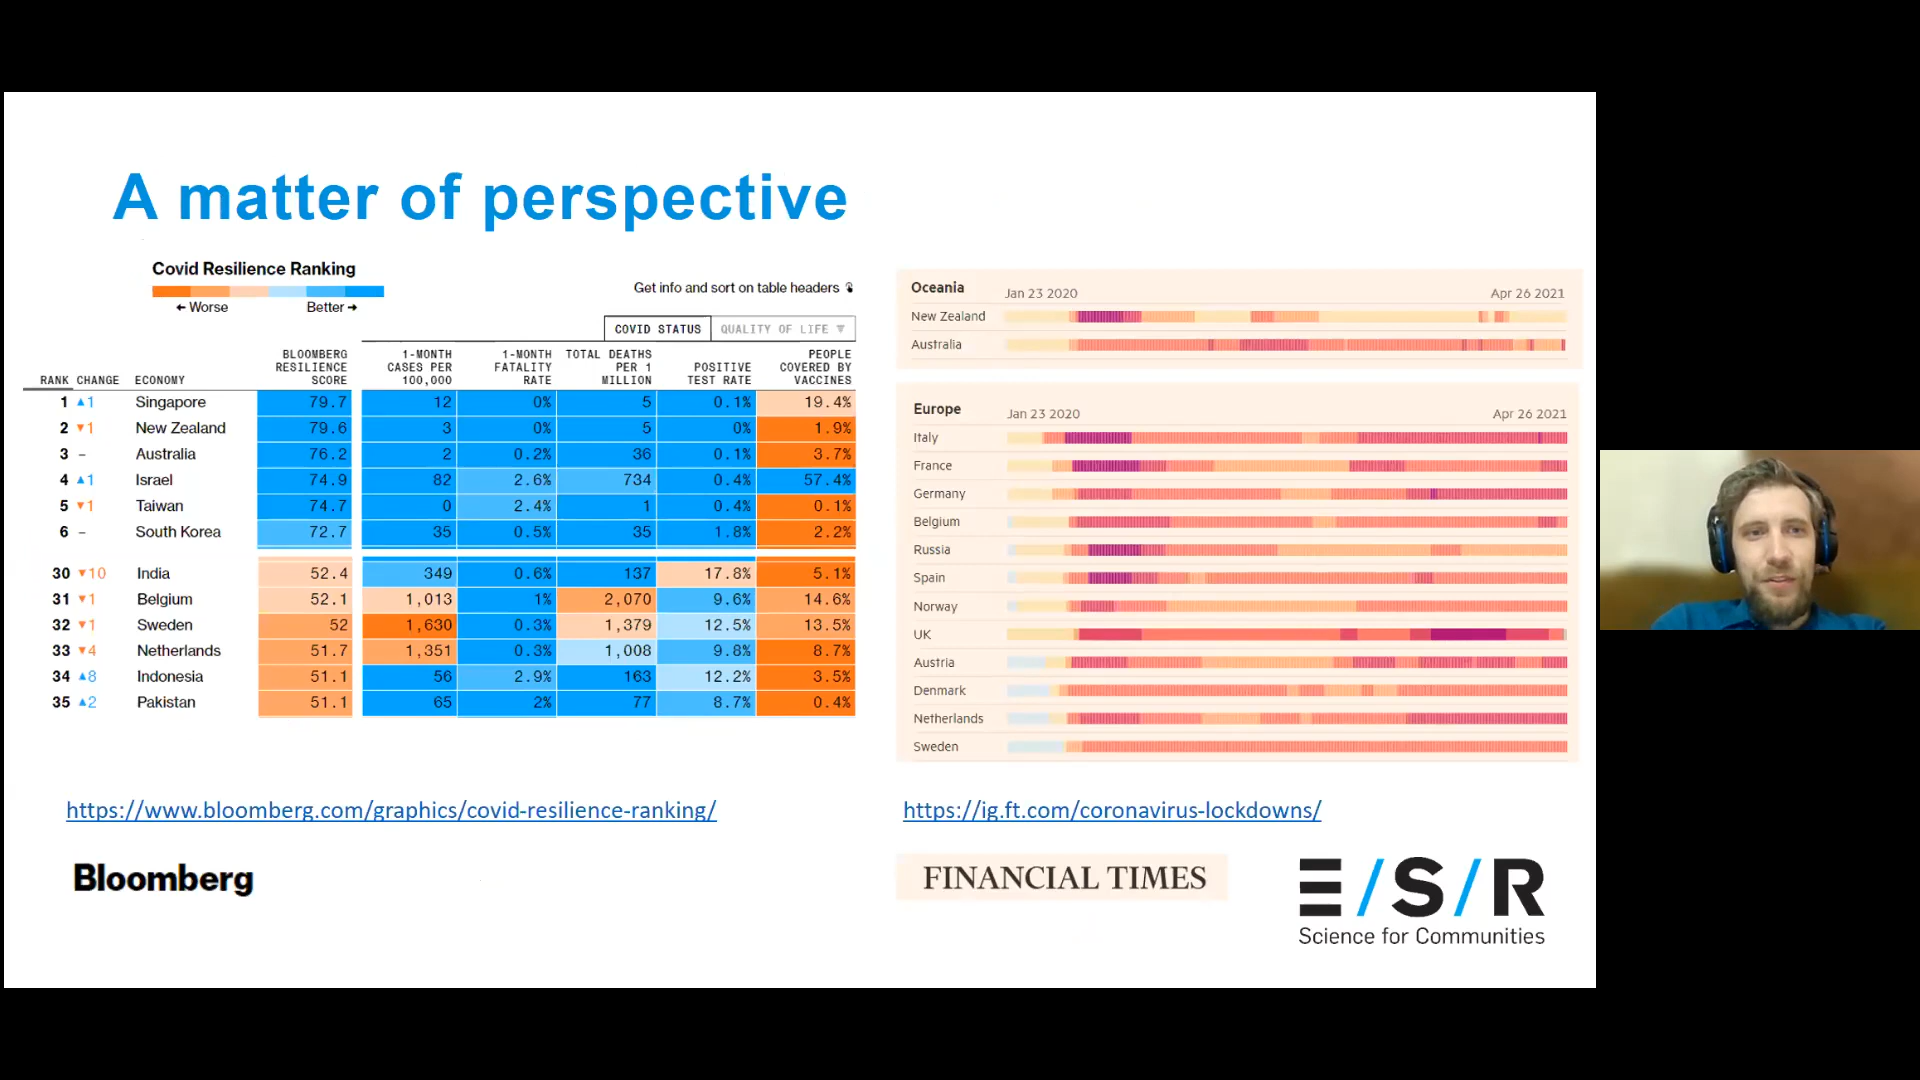 A matter of perspective
Covid Resilience Ranking
← Worse Better →
Get info and sort on table headers
COVID STATUS QUALITY OF LIFE ▼
RANK CHANGE ECONOMY BLOOMBERG RESILIENCE SCORE 1-MONTH CASES PER 100,000 1-MONTH FATALITY RATE TOTAL DEATHS PER 1 MILLION POSITIVE TEST RATE PEOPLE COVERED BY VACCINES
1 ▲1 Singapore 79.7 12 0% 5 0.1% 19.4%
2 ▼1 New Zealand 79.6 3 0% 5 0% 1.9%
3 – Australia 76.2 2 0.2% 36 0.1% 3.7%
4 ▲1 Israel 74.9 82 2.6% 734 0.4% 57.4%
5 ▼1 Taiwan 74.7 0 2.4% 1 0.4% 0.1%
6 – South Korea 72.7 35 0.5% 35 1.8% 2.2%
30 ▼10 India 52.4 349 0.6% 137 17.8% 5.1%
31 ▼1 Belgium 52.1 1,013 1% 2,070 9.6% 14.6%
32 ▼1 Sweden 52 1,630 0.3% 1,379 12.5% 13.5%
33 ▼4 Netherlands 51.7 1,351 0.3% 1,008 9.8% 8.7%
34 ▲8 Indonesia 51.1 56 2.9% 163 12.2% 3.5%
35 ▲2 Pakistan 51.1 65 2% 77 8.7% 0.4%
https://www.bloomberg.com/graphics/covid-resilience-ranking/
Bloomberg
Oceania Jan 23 2020 Apr 26 2021
New Zealand
Australia
Europe Jan 23 2020 Apr 26 2021
Italy
France
Germany
Belgium
Russia
Spain
Norway
UK
Austria
Denmark
Netherlands
Sweden
https://ig.ft.com/coronavirus-lockdowns/
FINANCIAL TIMES
E/S/R
Science for Communities